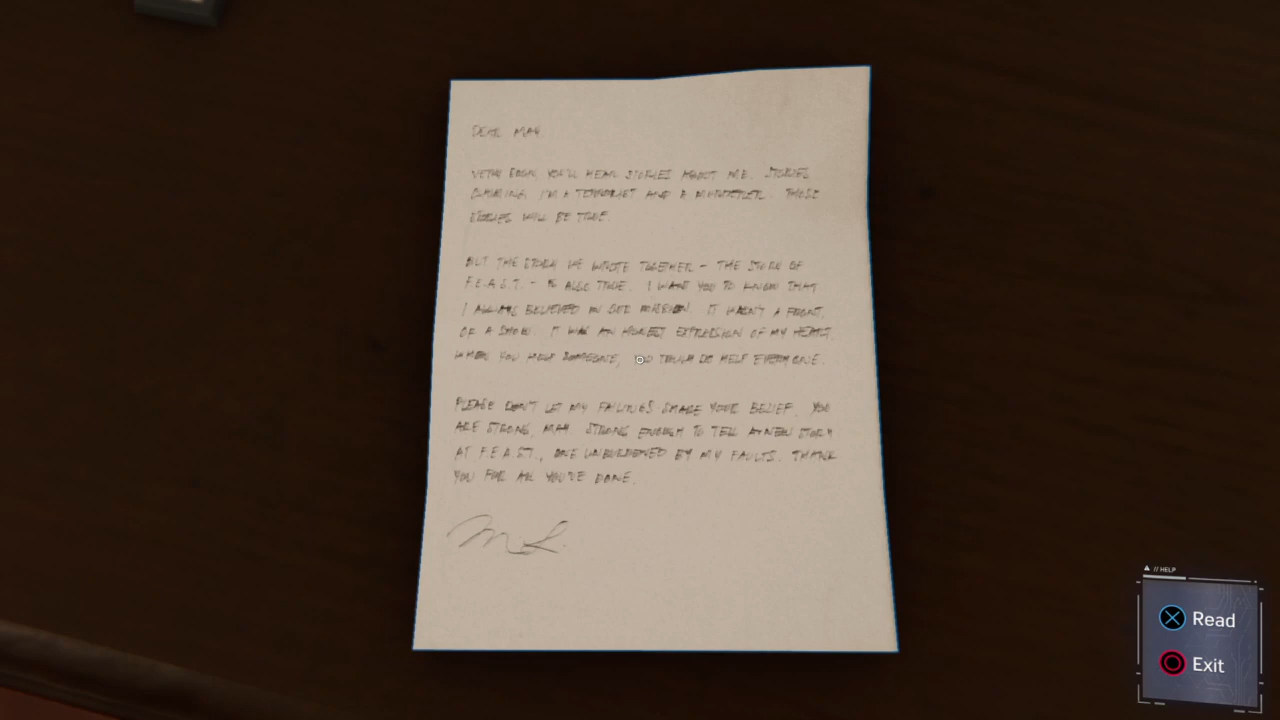 DEAR MAY
VERY SOON, YOU'LL HEAR STORIES ABOUT ME. STORIES
CLAIMING I'M A TERRORIST AND A MURDERER. THOSE
STORIES WILL BE TRUE.
BUT THE STORY WE WROTE TOGETHER - THE STORY OF
F.E.A.S.T. - IS ALSO TRUE. I WANT YOU TO KNOW THAT
I ALWAYS BELIEVED IN OUR MISSION. IT WASN'T A FRONT,
OR A SHOW. IT WAS AN HONEST EXPRESSION OF MY HEART.
WHEN YOU HELP SOMEONE, YOU TRULY DO HELP EVERYONE.
PLEASE DON'T LET MY FAILINGS SHAKE YOUR BELIEF. YOU
ARE STRONG, MAY. STRONG ENOUGH TO TELL A NEW STORY
AT F.E.A.S.T., ONE UNBURDENED BY MY FAULTS. THANK
YOU FOR ALL YOU'VE DONE.
M L
// HELP
Read
Exit